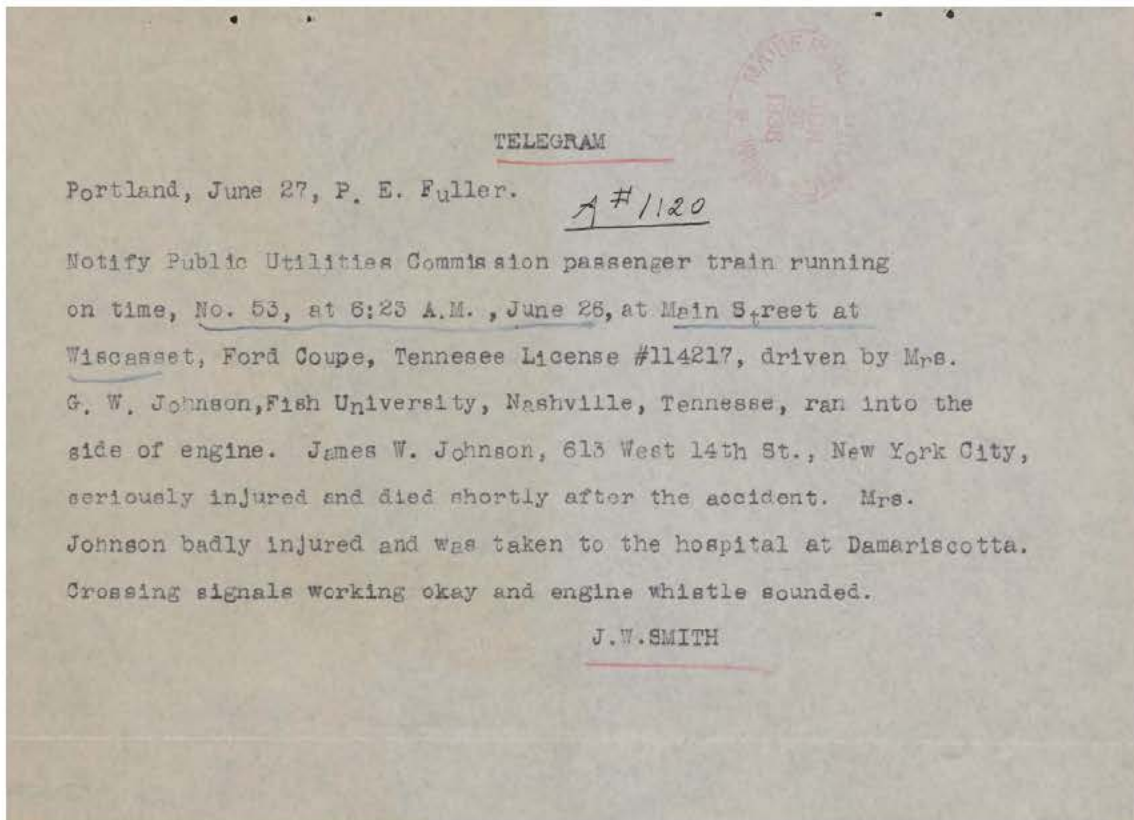 TELEGRAM
Portland, June 27, P. E. Fuller.
A #1120
Notify Public Utilities Commission passenger train running
on time, No. 53, at 6:23 A.M., June 26, at Main Street at
Wiscasset, Ford Coupe, Tennesee License #114217, driven by Mrs.
G. W. Johnson,Fish University, Nashville, Tennesse, ran into the
side of engine. James W. Johnson, 613 West 14th St., New York City,
seriously injured and died shortly after the accident. Mrs.
Johnson badly injured and was taken to the hospital at Damariscotta.
Crossing signals working okay and engine whistle sounded.
J.W.SMITH